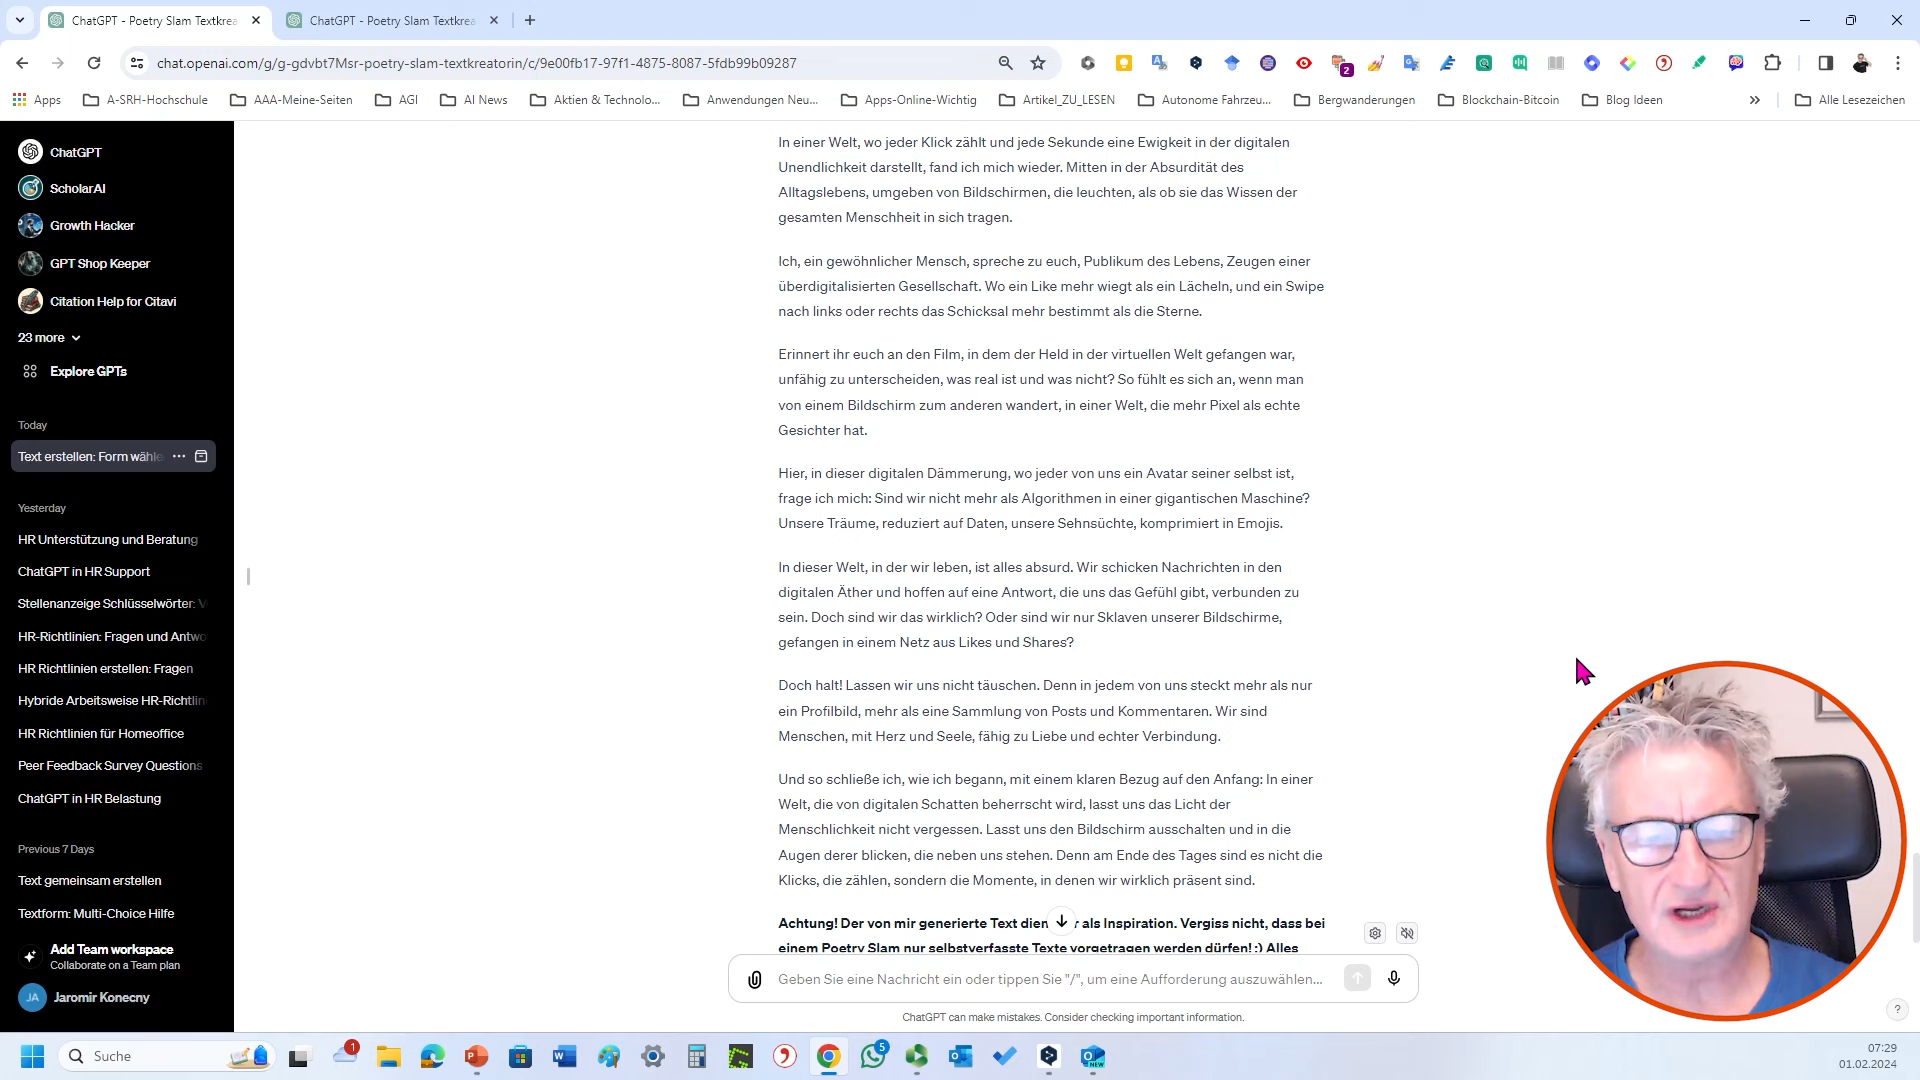 ChatGPT - Poetry Slam Textkrea
ChatGPT - Poetry Slam Textkrea
chat.openai.com/g/g-gdvbt7Msr-poetry-slam-textkreatorin/c/9e00fb17-97f1-4875-8087-5fdb99b09287
2
Apps
A-SRH-Hochschule
AAA-Meine-Seiten
AGI
AI News
Aktien & Technolo...
Anwendungen Neu...
Apps-Online-Wichtig
Artikel_ZU_LESEN
Autonome Fahrzeu...
Bergwanderungen
Blockchain-Bitcoin
Blog Ideen
Alle Lesezeichen
ChatGPT
ScholarAI
Growth Hacker
GPT Shop Keeper
Citation Help for Citavi
23 more
Explore GPTs
Today
Text erstellen: Form wähle
Yesterday
HR Unterstützung und Beratung
ChatGPT in HR Support
Stellenanzeige Schlüsselwörter: V
HR-Richtlinien: Fragen und Antwo
HR Richtlinien erstellen: Fragen
Hybride Arbeitsweise HR-Richtlin
HR Richtlinien für Homeoffice
Peer Feedback Survey Questions
ChatGPT in HR Belastung
Previous 7 Days
Text gemeinsam erstellen
Textform: Multi-Choice Hilfe
Add Team workspace
Collaborate on a Team plan
JA
Jaromir Konecny
In einer Welt, wo jeder Klick zählt und jede Sekunde eine Ewigkeit in der digitalen
Unendlichkeit darstellt, fand ich mich wieder. Mitten in der Absurdität des
Alltagslebens, umgeben von Bildschirmen, die leuchten, als ob sie das Wissen der
gesamten Menschheit in sich tragen.
Ich, ein gewöhnlicher Mensch, spreche zu euch, Publikum des Lebens, Zeugen einer
überdigitalisierten Gesellschaft. Wo ein Like mehr wiegt als ein Lächeln, und ein Swipe
nach links oder rechts das Schicksal mehr bestimmt als die Sterne.
Erinnert ihr euch an den Film, in dem der Held in der virtuellen Welt gefangen war,
unfähig zu unterscheiden, was real ist und was nicht? So fühlt es sich an, wenn man
von einem Bildschirm zum anderen wandert, in einer Welt, die mehr Pixel als echte
Gesichter hat.
Hier, in dieser digitalen Dämmerung, wo jeder von uns ein Avatar seiner selbst ist,
frage ich mich: Sind wir nicht mehr als Algorithmen in einer gigantischen Maschine?
Unsere Träume, reduziert auf Daten, unsere Sehnsüchte, komprimiert in Emojis.
In dieser Welt, in der wir leben, ist alles absurd. Wir schicken Nachrichten in den
digitalen Äther und hoffen auf eine Antwort, die uns das Gefühl gibt, verbunden zu
sein. Doch sind wir das wirklich? Oder sind wir nur Sklaven unserer Bildschirme,
gefangen in einem Netz aus Likes und Shares?
Doch halt! Lassen wir uns nicht täuschen. Denn in jedem von uns steckt mehr als nur
ein Profilbild, mehr als eine Sammlung von Posts und Kommentaren. Wir sind
Menschen, mit Herz und Seele, fähig zu Liebe und echter Verbindung.
Und so schließe ich, wie ich begann, mit einem klaren Bezug auf den Anfang: In einer
Welt, die von digitalen Schatten beherrscht wird, lasst uns das Licht der
Menschlichkeit nicht vergessen. Lasst uns den Bildschirm ausschalten und in die
Augen derer blicken, die neben uns stehen. Denn am Ende des Tages sind es nicht die
Klicks, die zählen, sondern die Momente, in denen wir wirklich präsent sind.
Achtung! Der von mir generierte Text dien r als Inspiration. Vergiss nicht, dass bei
einem Poetry Slam nur selbstverfasste Texte vorgetragen werden dürfen! :) Alles
Geben Sie eine Nachricht ein oder tippen Sie "/", um eine Aufforderung auszuwählen...
ChatGPT can make mistakes. Consider checking important information.
?
Suche
1
5
07:29
01.02.2024